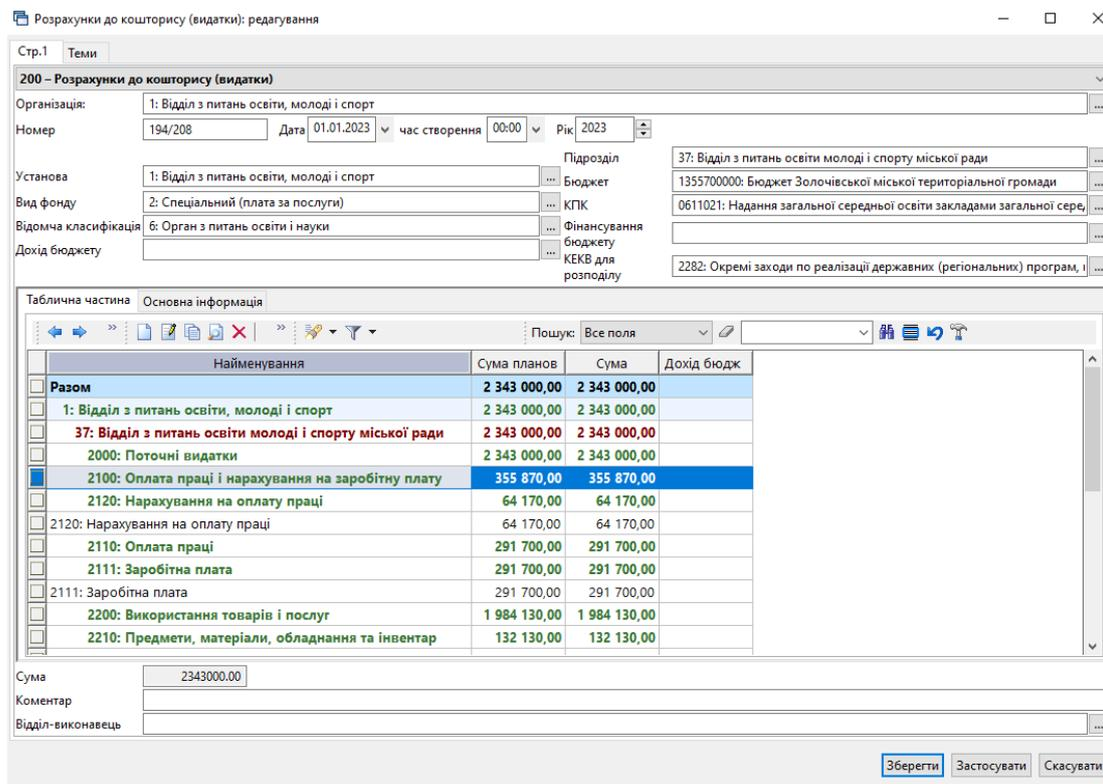 Розрахунки до кошторису (видатки): редагування
Стр.1 Теми
200 – Розрахунки до кошторису (видатки)
Організація: 1: Відділ з питань освіти, молоді і спорт
Номер 194/208 Дата 01.01.2023 час створення 00:00 Рік 2023
Підрозділ 37: Відділ з питань освіти молоді і спорту міської ради
Установа 1: Відділ з питань освіти, молоді і спорт ... Бюджет 1355700000: Бюджет Золочівської міської територіальної громади
Вид фонду 2: Спеціальний (плата за послуги) ... КПК 0611021: Надання загальної середньої освіти закладами загальної сере,
Відомча класифікація 6: Орган з питань освіти і науки ... Фінансування бюджету
Дохід бюджету ... КЕКВ для розподілу 2282: Окремі заходи по реалізації державних (регіональних) програм,
Таблична частина Основна інформація
Пошук: Все поля
Найменування Сума планов Сума Дохід бюдж
Разом 2 343 000,00 2 343 000,00
1: Відділ з питань освіти, молоді і спорт 2 343 000,00 2 343 000,00
37: Відділ з питань освіти молоді і спорту міської ради 2 343 000,00 2 343 000,00
2000: Поточні видатки 2 343 000,00 2 343 000,00
2100: Оплата праці і нарахування на заробітну плату 355 870,00 355 870,00
2120: Нарахування на оплату праці 64 170,00 64 170,00
2120: Нарахування на оплату праці 64 170,00 64 170,00
2110: Оплата праці 291 700,00 291 700,00
2111: Заробітна плата 291 700,00 291 700,00
2111: Заробітна плата 291 700,00 291 700,00
2200: Використання товарів і послуг 1 984 130,00 1 984 130,00
2210: Предмети, матеріали, обладнання та інвентар 132 130,00 132 130,00
Сума 2343000.00
Коментар
Відділ-виконавець
Зберегти Застосувати Скасувати